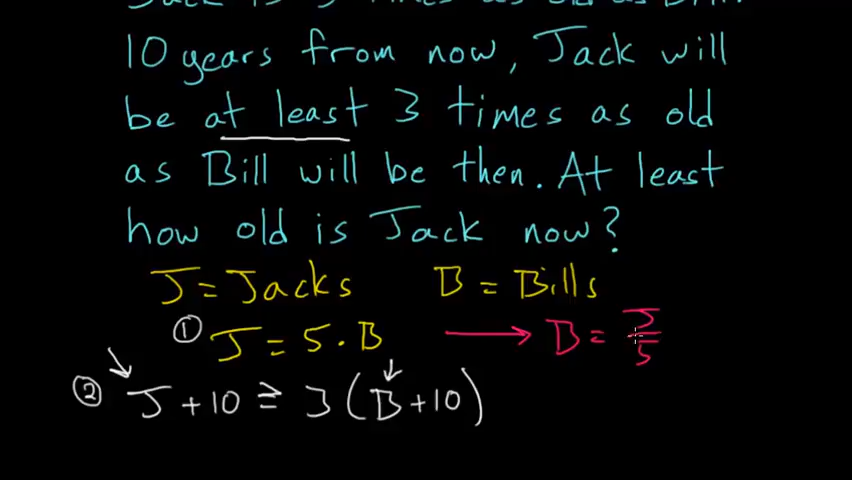 10 years from now, Jack will
be at least 3 times as old
as Bill will be then. At least
how old is Jack now?
J = Jacks B = Bills
① J = 5 · B → B = J/5
② J + 10 ≥ 3 (B + 10)